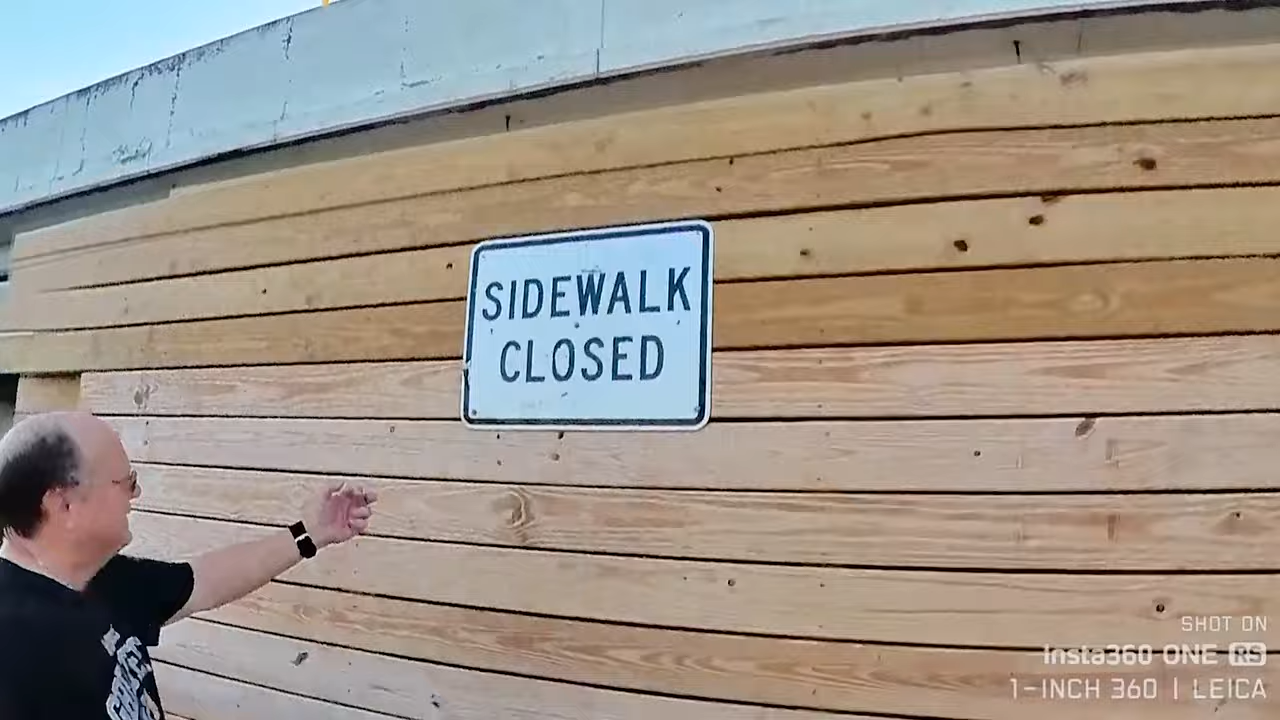 SIDEWALK
CLOSED
SHOT ON
Insta360 ONE RS
1-INCH 360 | LEICA